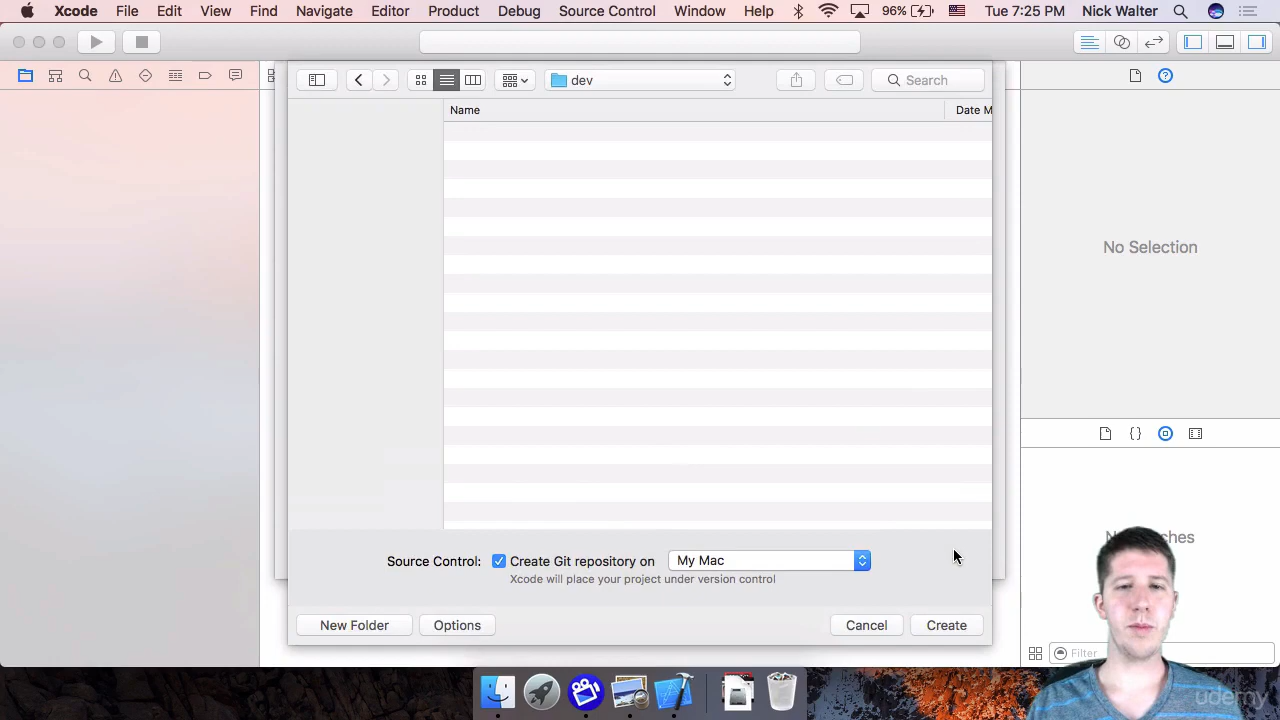 Xcode File Edit View Find Navigate Editor Product Debug Source Control Window Help 96% Tue 7:25 PM Nick Walter
dev
Search
Name
Date M
No Selection
Source Control: Create Git repository on My Mac
Xcode will place your project under version control
New Folder
Options
Cancel
Create
Filter
udemy